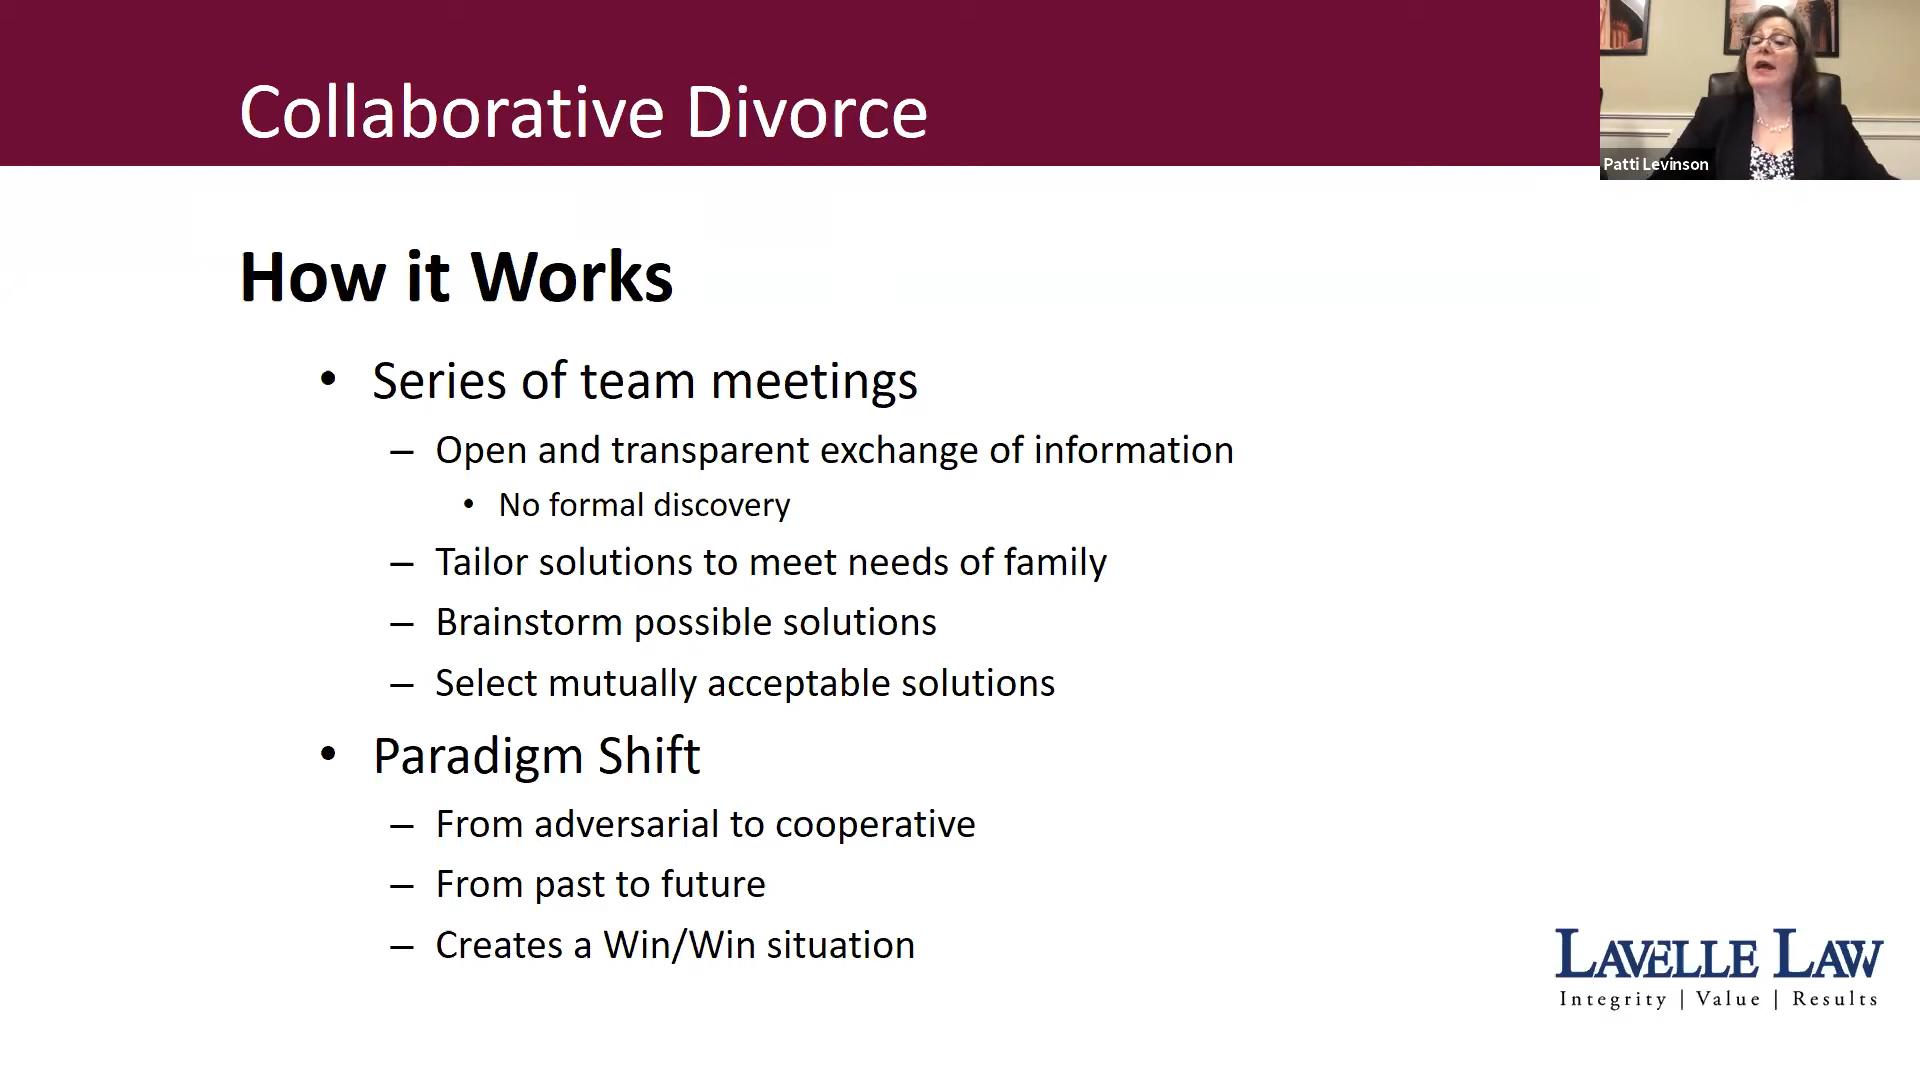 Collaborative Divorce
Patti Levinson
How it Works
• Series of team meetings
– Open and transparent exchange of information
• No formal discovery
– Tailor solutions to meet needs of family
– Brainstorm possible solutions
– Select mutually acceptable solutions
• Paradigm Shift
– From adversarial to cooperative
– From past to future
– Creates a Win/Win situation
LAVELLE LAW
Integrity | Value | Results